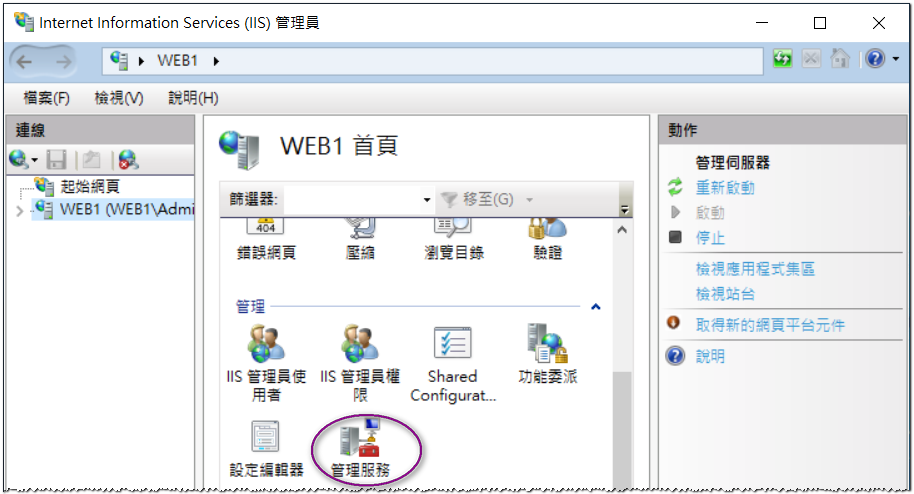 Internet Information Services (IIS) 管理員
WEB1
檔案(F) 檢視(V) 說明(H)
連線
起始網頁
WEB1 (WEB1\Admi
WEB1 首頁
篩選器: 移至(G)
404
錯誤網頁 壓縮 瀏覽目錄 驗證
管理
IIS 管理員使用者
IIS 管理員權限
Shared Configurat...
功能委派
設定編輯器 管理服務
動作
管理伺服器
重新啟動
啟動
停止
檢視應用程式集區
檢視站台
取得新的網頁平台元件
說明